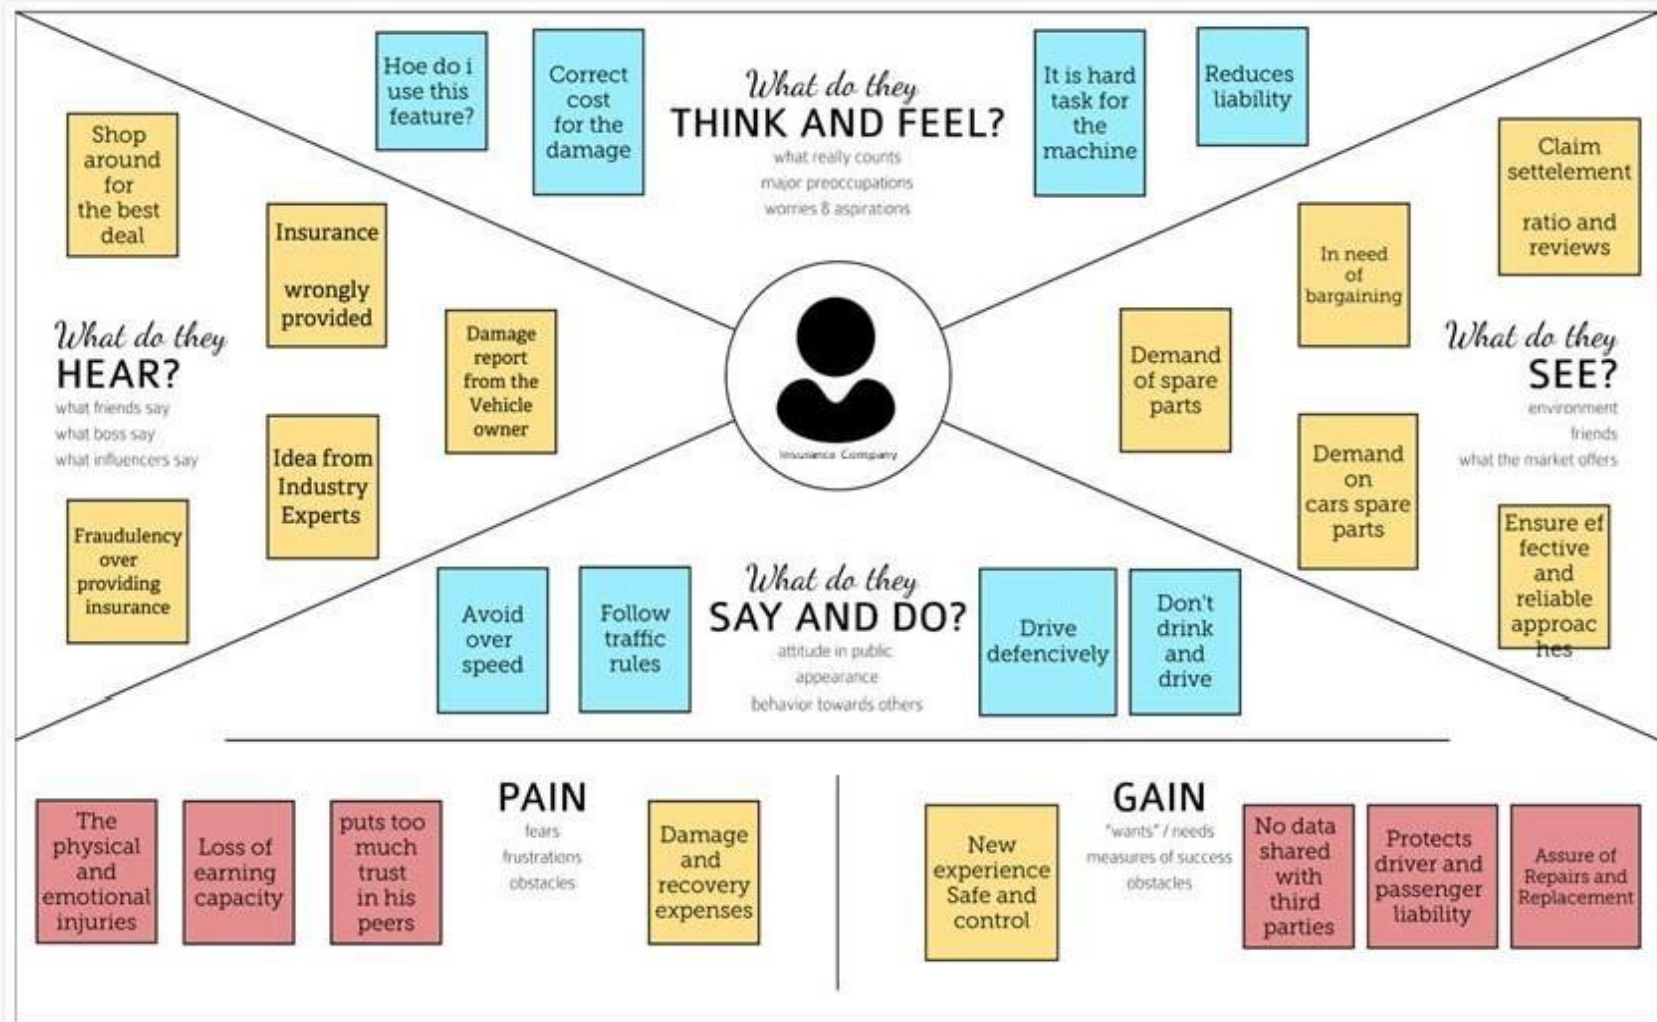 Hoe do i
use this
feature?
Correct
cost
for the
damage
What do they
THINK AND FEEL?
what really counts
major preoccupations
worries 8 aspirations
It is hard
task for
the
machine
Reduces
liability
Shop
around
for
the best
deal
Insurance
wrongly
provided
Damage
report
from the
Vehicle
owner
What do they
HEAR?
what friends say
what boss say
what influencers say
Idea from
Industry
Experts
Fraudulency
over
providing
insurance
Insurance Company
Claim
settelement
ratio and
reviews
In need
of
bargaining
Demand
of spare
parts
What do they
SEE?
environment
friends
what the market offers
Demand
on
cars spare
parts
Ensure ef
fective
and
reliable
approac
hes
Avoid
over
speed
Follow
traffic
rules
What do they
SAY AND DO?
attitude in public
appearance
behavior towards others
Drive
defencively
Don't
drink
and
drive
The
physical
and
emotional
injuries
Loss of
earning
capacity
puts too
much
trust
in his
peers
PAIN
fears
frustrations
obstacles
Damage
and
recovery
expenses
New
experience
Safe and
control
GAIN
"wants" / needs
measures of success
obstacles
No data
shared
with
third
parties
Protects
driver and
passenger
liability
Assure of
Repairs and
Replacement